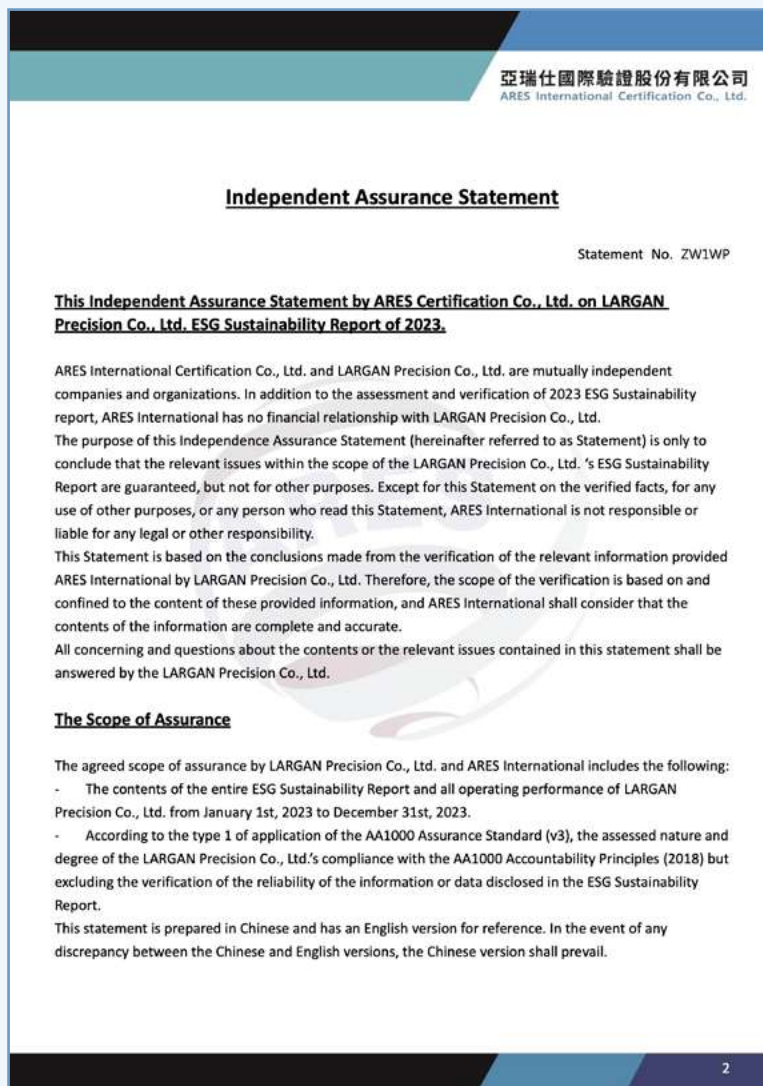 亞瑞仕國際驗證股份有限公司
ARES International Certification Co., Ltd.
Independent Assurance Statement
Statement No. ZW1WP
This Independent Assurance Statement by ARES Certification Co., Ltd. on LARGAN
Precision Co., Ltd. ESG Sustainability Report of 2023.
ARES International Certification Co., Ltd. and LARGAN Precision Co., Ltd. are mutually independent
companies and organizations. In addition to the assessment and verification of 2023 ESG Sustainability
report, ARES International has no financial relationship with LARGAN Precision Co., Ltd.
The purpose of this Independence Assurance Statement (hereinafter referred to as Statement) is only to
conclude that the relevant issues within the scope of the LARGAN Precision Co., Ltd. ‘s ESG Sustainability
Report are guaranteed, but not for other purposes. Except for this Statement on the verified facts, for any
use of other purposes, or any person who read this Statement, ARES International is not responsible or
liable for any legal or other responsibility.
This Statement is based on the conclusions made from the verification of the relevant information provided
ARES International by LARGAN Precision Co., Ltd. Therefore, the scope of the verification is based on and
confined to the content of these provided information, and ARES International shall consider that the
contents of the information are complete and accurate.
All concerning and questions about the contents or the relevant issues contained in this statement shall be
answered by the LARGAN Precision Co., Ltd.
The Scope of Assurance
The agreed scope of assurance by LARGAN Precision Co., Ltd. and ARES International includes the following:
- The contents of the entire ESG Sustainability Report and all operating performance of LARGAN
Precision Co., Ltd. from January 1st, 2023 to December 31st, 2023.
- According to the type 1 of application of the AA1000 Assurance Standard (v3), the assessed nature and
degree of the LARGAN Precision Co., Ltd.’s compliance with the AA1000 Accountability Principles (2018) but
excluding the verification of the reliability of the information or data disclosed in the ESG Sustainability
Report.
This statement is prepared in Chinese and has an English version for reference. In the event of any
discrepancy between the Chinese and English versions, the Chinese version shall prevail.
ARES
2